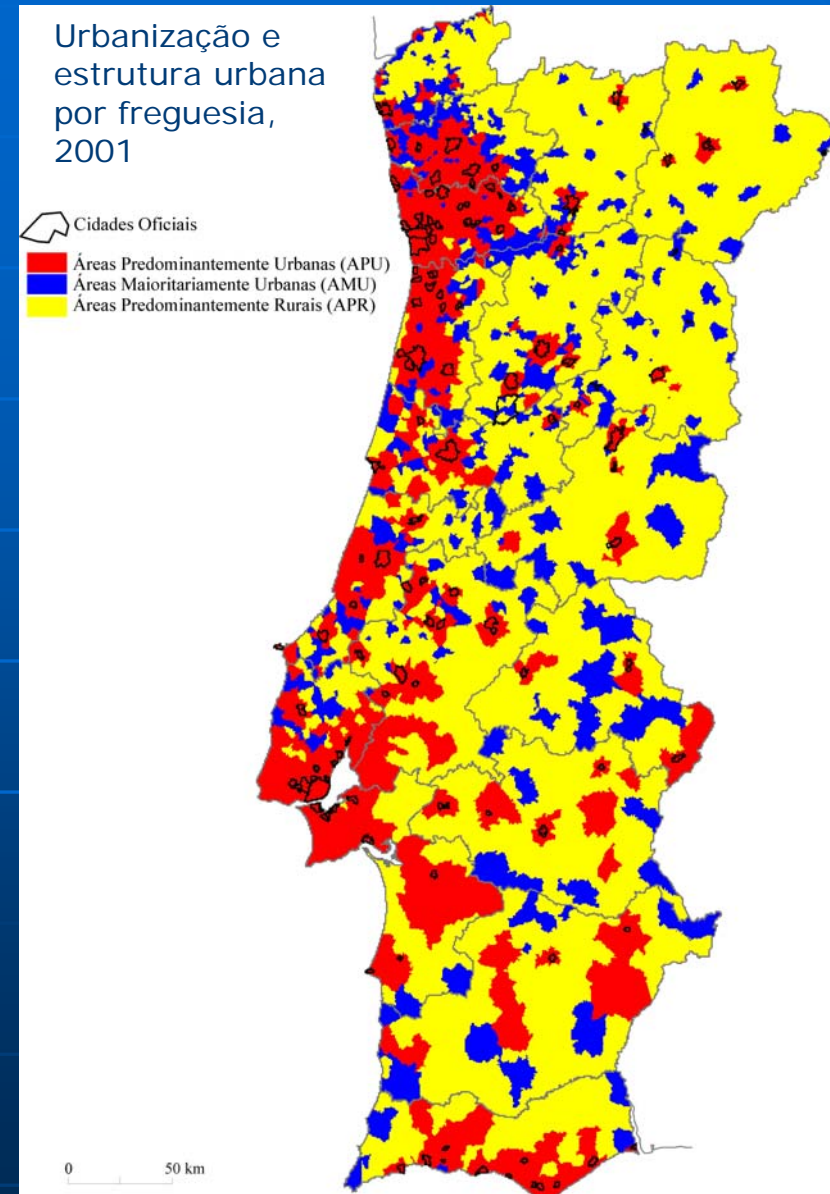 Urbanização e
estrutura urbana
por freguesia,
2001
Cidades Oficiais
Áreas Predominantemente Urbanas (APU)
Áreas Maioritariamente Urbanas (AMU)
Áreas Predominantemente Rurais (APR)
0 50 km